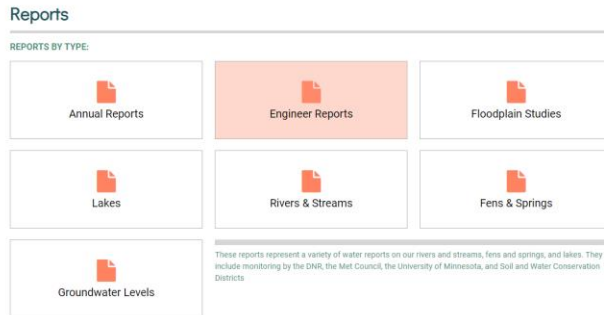 Reports
REPORTS BY TYPE:
Annual Reports
Engineer Reports
Floodplain Studies
Lakes
Rivers & Streams
Fens & Springs
Groundwater Levels
These reports represent a variety of water reports on our rivers and streams, fens and springs, and lakes. They
include monitoring by the DNR, the Met Council, the University of Minnesota, and Soil and Water Conservation
Districts